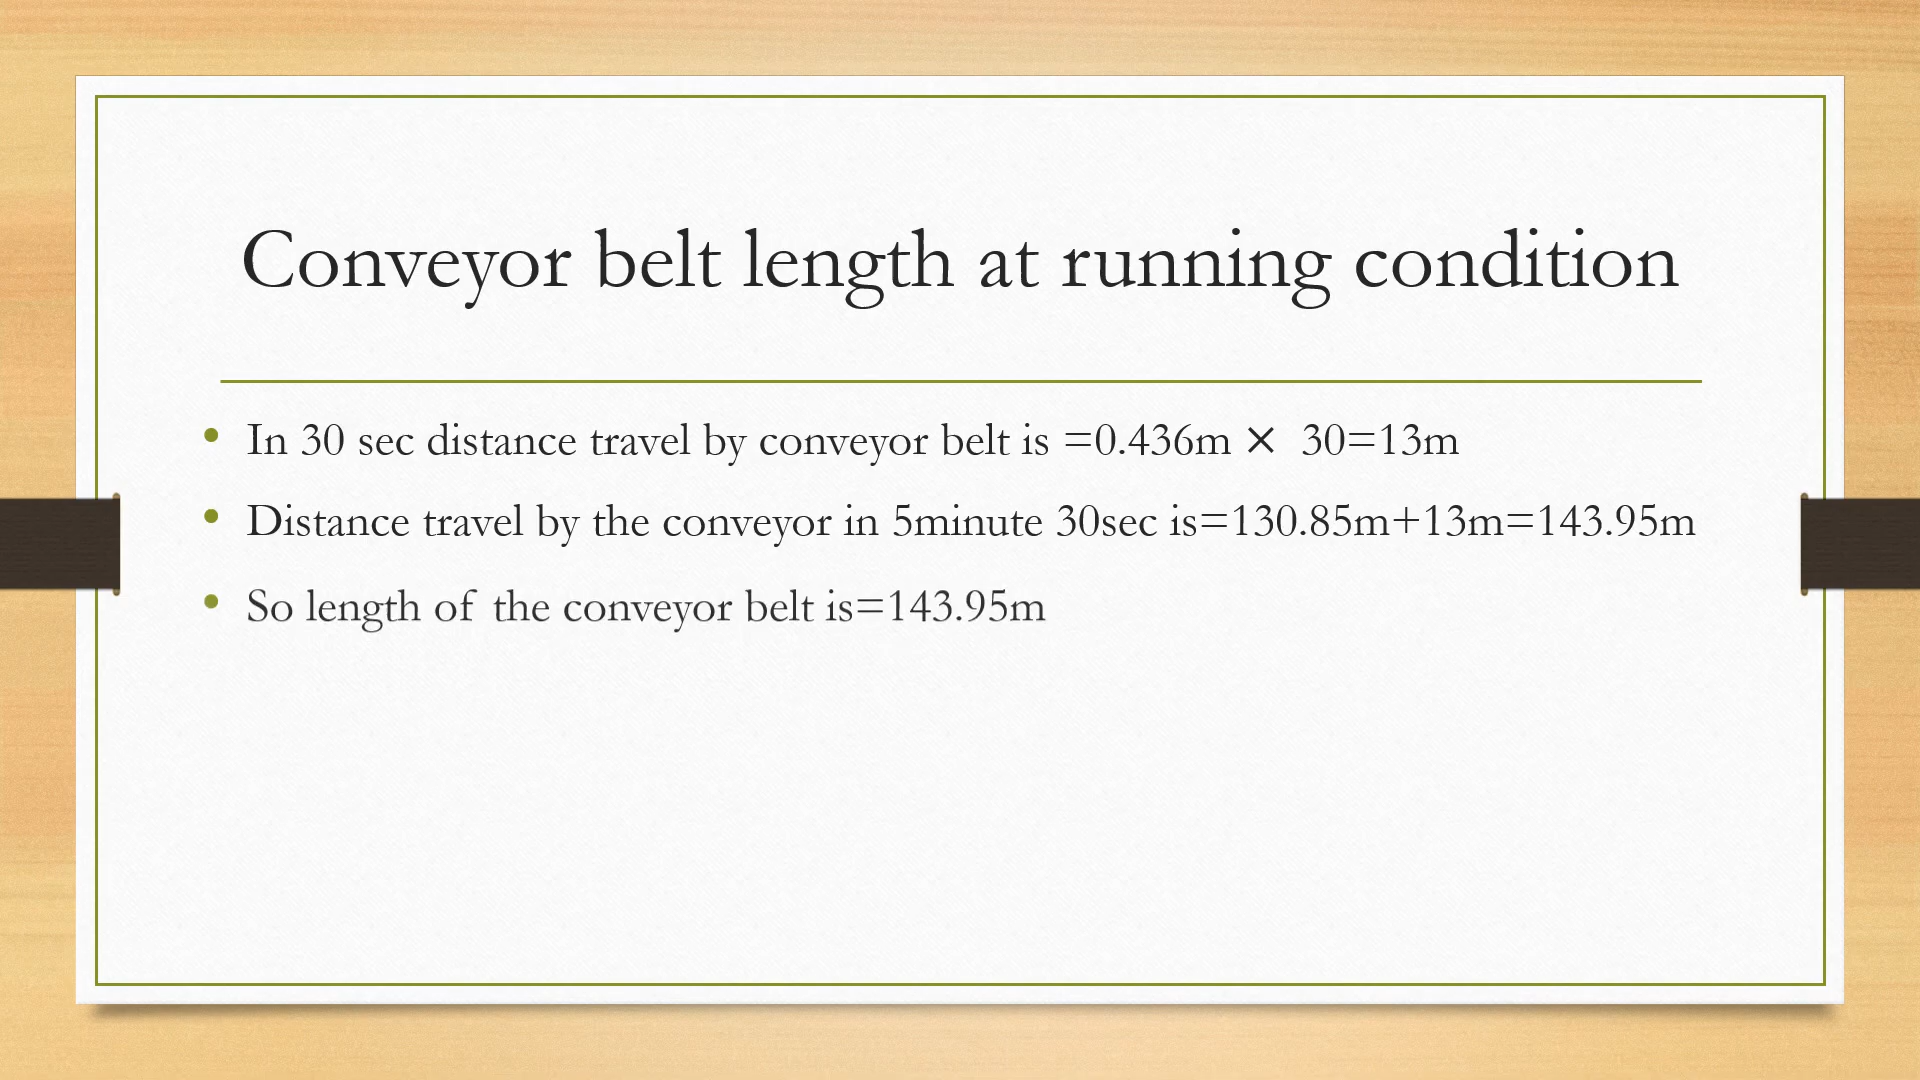 Conveyor belt length at running condition
• In 30 sec distance travel by conveyor belt is =0.436m × 30=13m
• Distance travel by the conveyor in 5minute 30sec is=130.85m+13m=143.95m
• So length of the conveyor belt is=143.95m